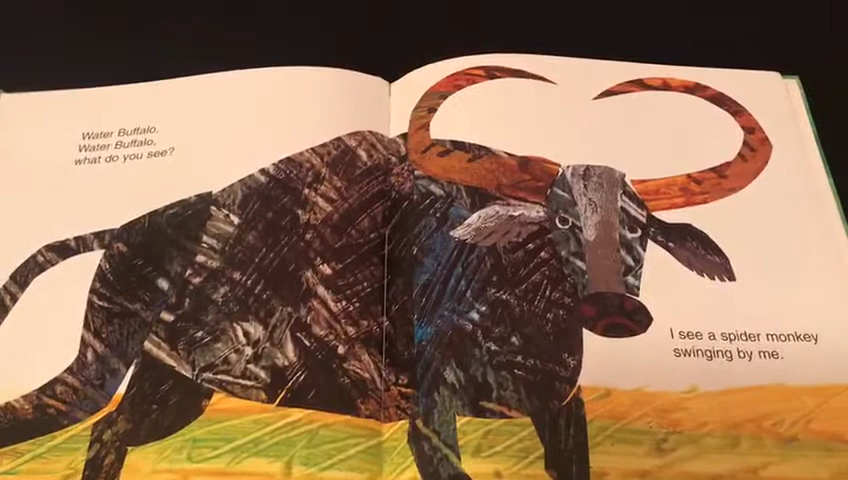 Water Buffalo,
Water Buffalo,
what do you see?
I see a spider monkey
swinging by me.